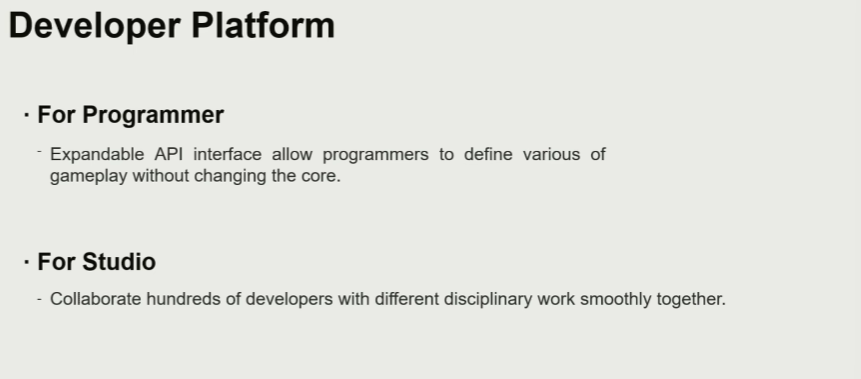 Developer Platform
· For Programmer
- Expandable API interface allow programmers to define various of
gameplay without changing the core.
· For Studio
- Collaborate hundreds of developers with different disciplinary work smoothly together.